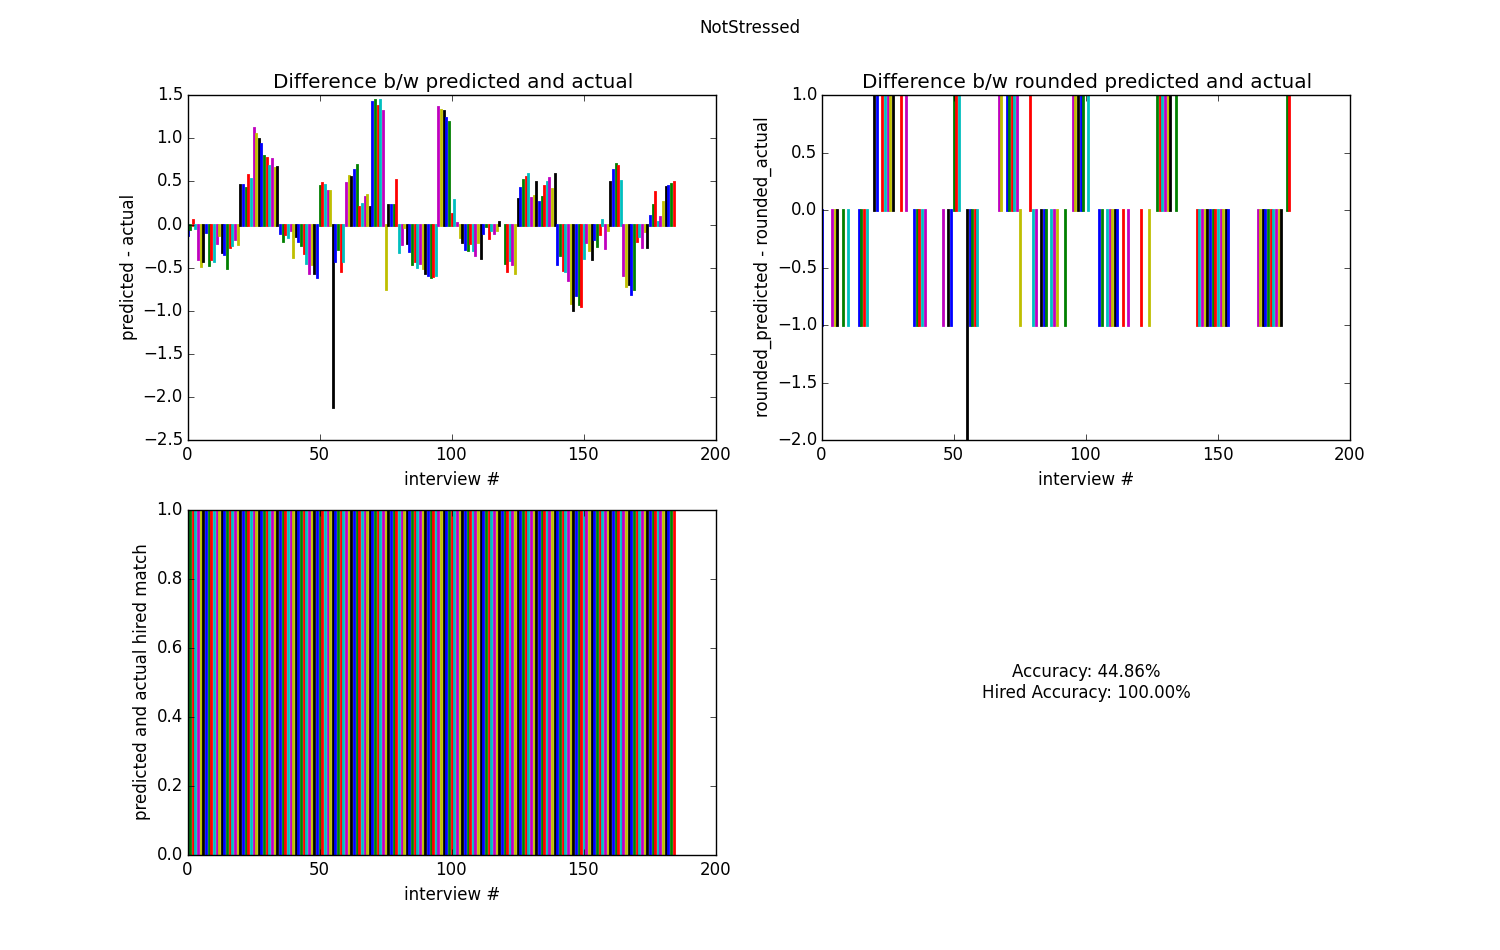 NotStressed
Difference b/w predicted and actual
1.5
1.0
0.5
0.0
−0.5
−1.0
−1.5
−2.0
−2.5
predicted - actual
0 50 100 150 200
interview #
Difference b/w rounded predicted and actual
1.0
0.5
0.0
−0.5
−1.0
−1.5
−2.0
rounded_predicted - rounded_actual
0 50 100 150 200
interview #
1.0
0.8
0.6
0.4
0.2
0.0
predicted and actual hired match
0 50 100 150 200
interview #
Accuracy: 44.86%
Hired Accuracy: 100.00%